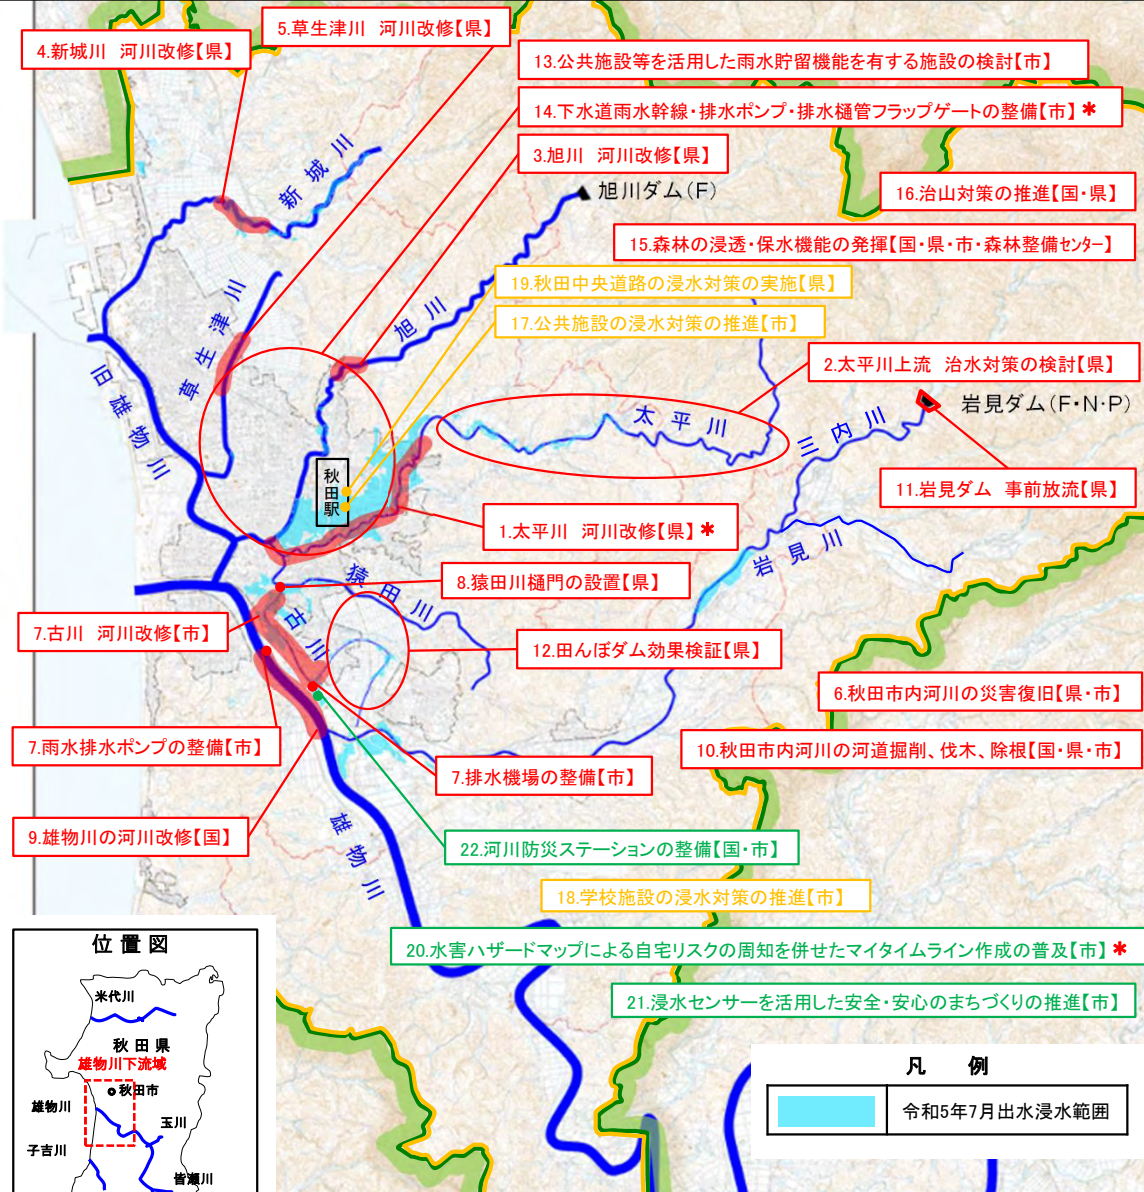 5.草生津川 河川改修【県】
4.新城川 河川改修【県】
13.公共施設等を活用した雨水貯留機能を有する施設の検討【市】
14.下水道雨水幹線・排水ポンプ・排水樋管フラップゲートの整備【市】＊
3.旭川 河川改修【県】
新城川
旭川ダム(F)
16.治山対策の推進【国・県】
15.森林の浸透・保水機能の発揮【国・県・市・森林整備センター】
19.秋田中央道路の浸水対策の実施【県】
17.公共施設の浸水対策の推進【市】
草生津川
旭川
旧雄物川
2.太平川上流 治水対策の検討【県】
太平川
三内川
岩見ダム(F・N・P)
秋田駅
11.岩見ダム 事前放流【県】
1.太平川 河川改修【県】＊
岩見川
猿田川
8.猿田川樋門の設置【県】
古川
7.古川 河川改修【市】
12.田んぼダム効果検証【県】
6.秋田市内河川の災害復旧【県・市】
7.雨水排水ポンプの整備【市】
10.秋田市内河川の河道掘削、伐木、除根【国・県・市】
7.排水機場の整備【市】
9.雄物川の河川改修【国】
雄物川
22.河川防災ステーションの整備【国・市】
18.学校施設の浸水対策の推進【市】
20.水害ハザードマップによる自宅リスクの周知を併せたマイタイムライン作成の普及【市】＊
21.浸水センサーを活用した安全・安心のまちづくりの推進【市】
位置図
米代川
秋田県
雄物川下流域
秋田市
雄物川
玉川
子吉川
皆瀬川
凡 例
令和5年7月出水浸水範囲